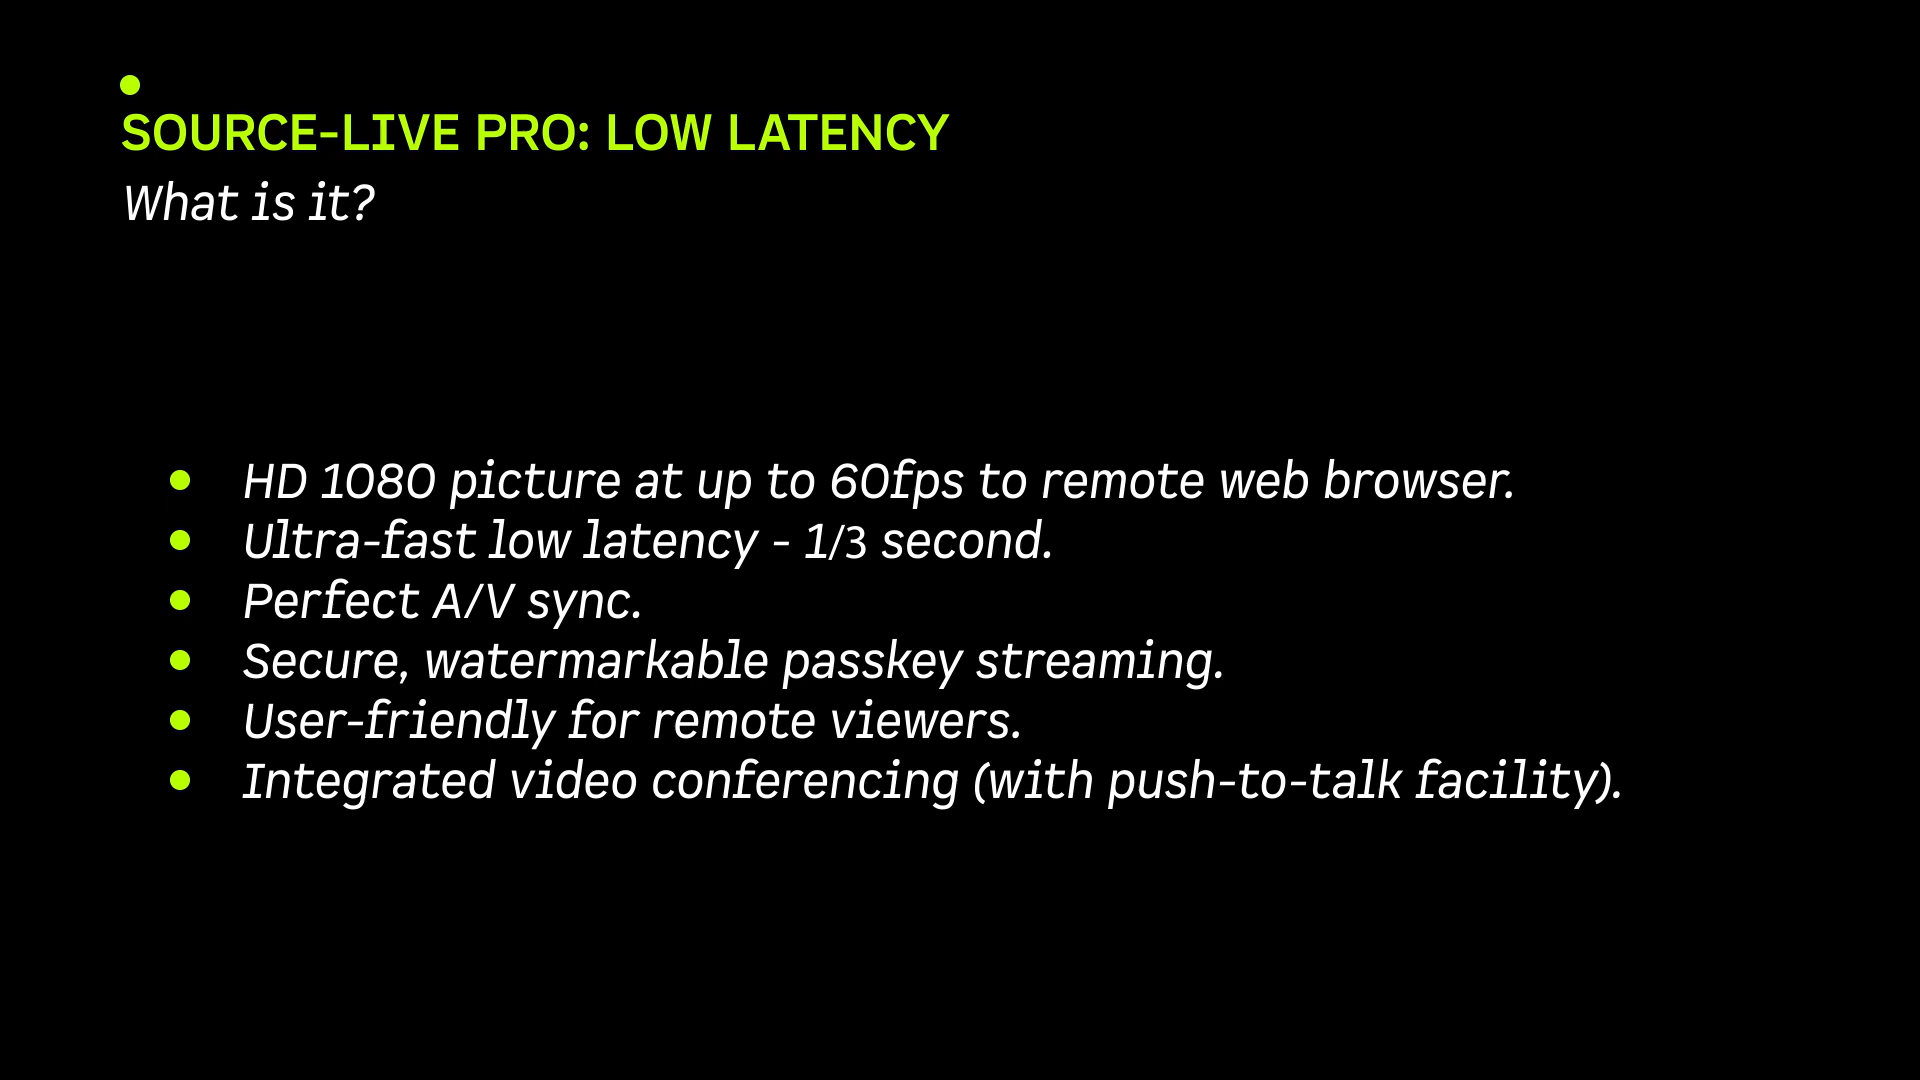 SOURCE-LIVE PRO: LOW LATENCY
What is it?
HD 1080 picture at up to 60fps to remote web browser.
Ultra-fast low latency - 1/3 second.
Perfect A/V sync.
Secure, watermarkable passkey streaming.
User-friendly for remote viewers.
Integrated video conferencing (with push-to-talk facility).